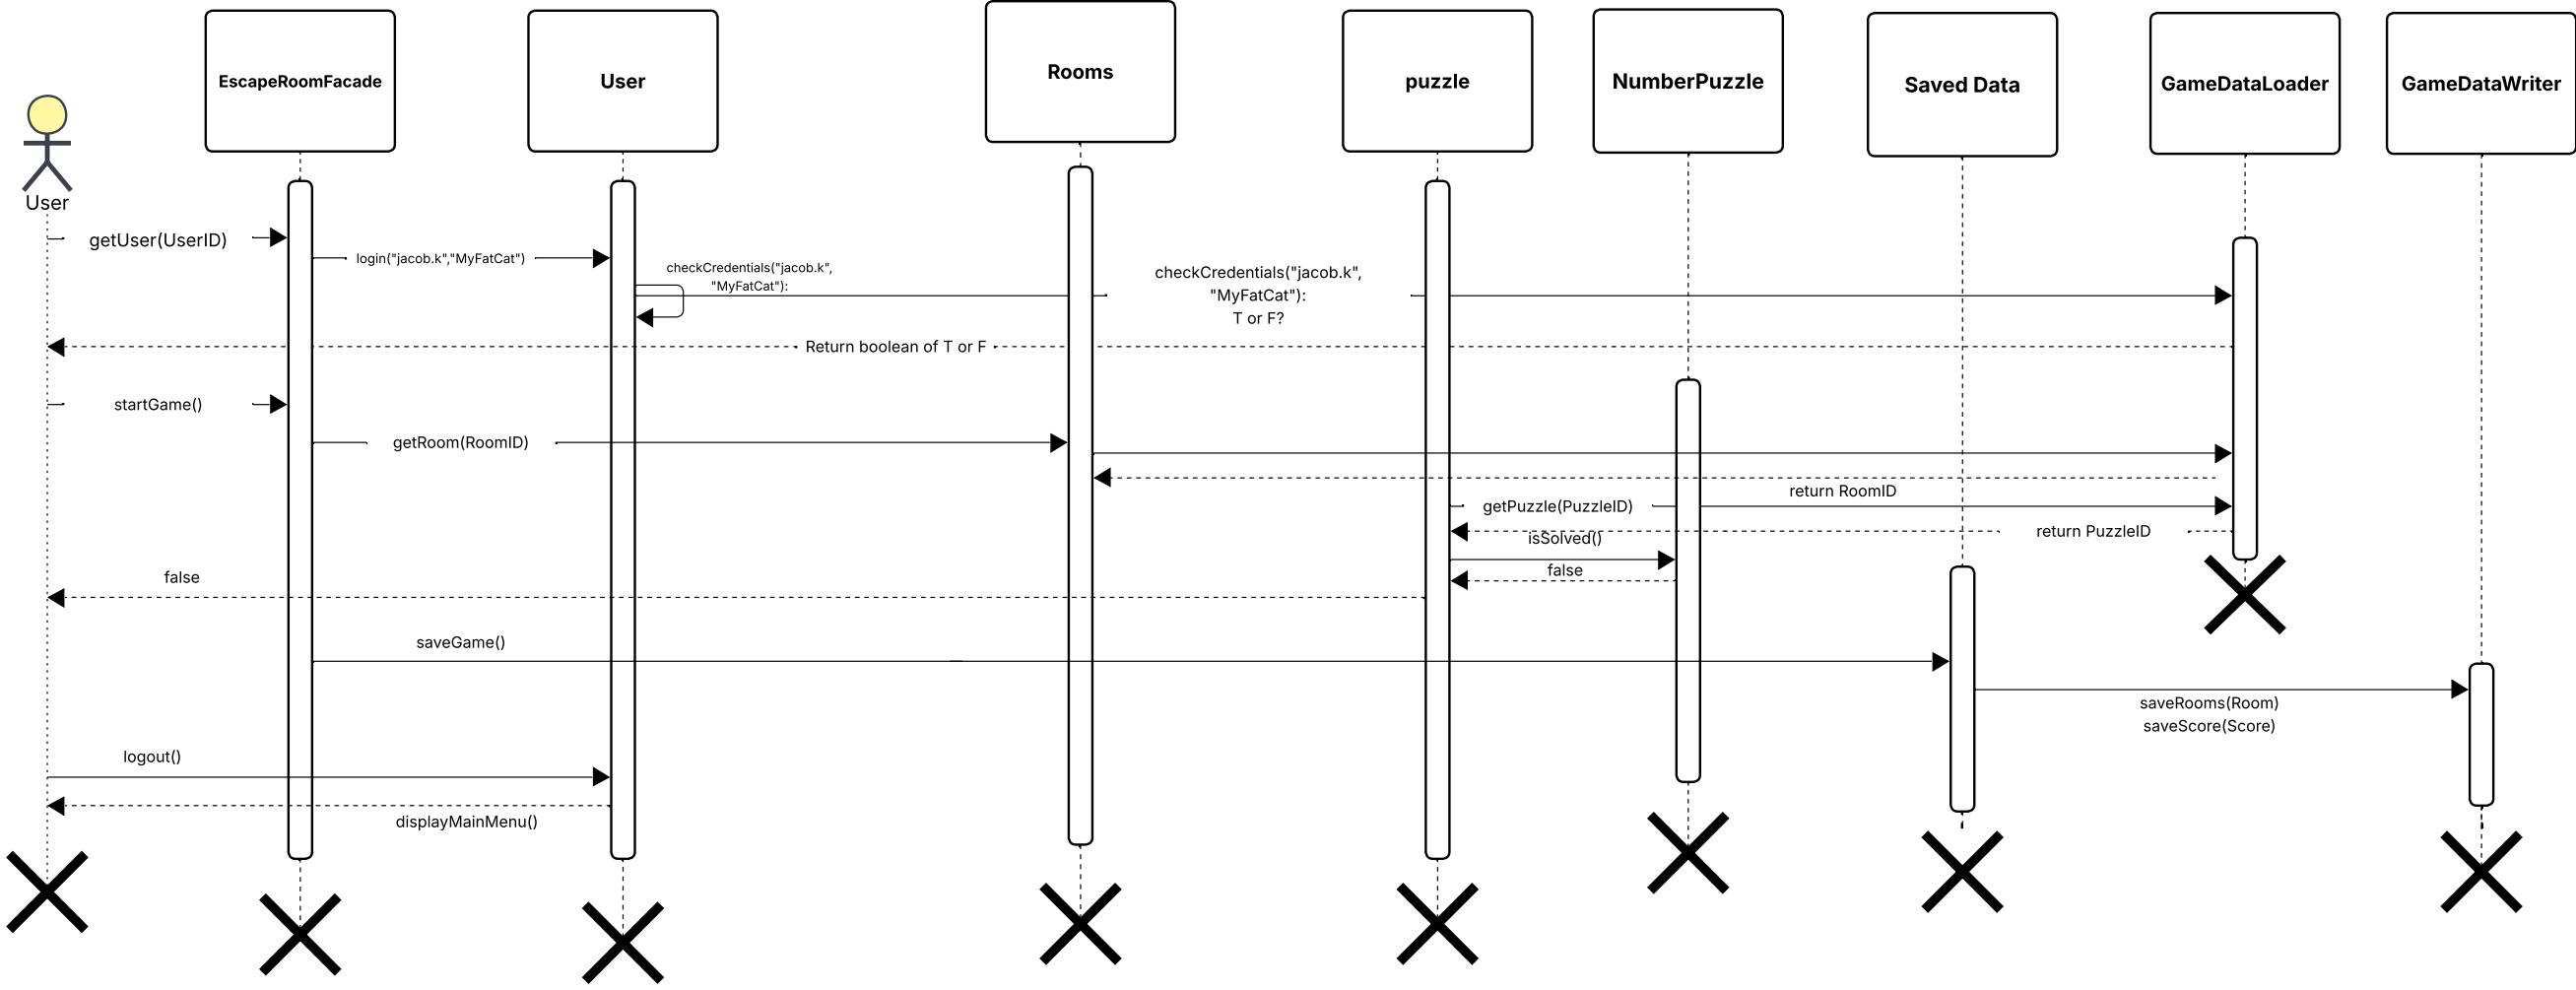 EscapeRoomFacade
User
Rooms
puzzle
NumberPuzzle
Saved Data
GameDataLoader
GameDataWriter
User
getUser(UserID)
login("jacob.k","MyFatCat")
checkCredentials("jacob.k",
"MyFatCat"):
checkCredentials("jacob.k",
"MyFatCat"):
T or F?
Return boolean of T or F
startGame()
getRoom(RoomID)
return RoomID
getPuzzle(PuzzleID)
return PuzzleID
isSolved()
false
false
saveGame()
saveRooms(Room)
saveScore(Score)
logout()
displayMainMenu()